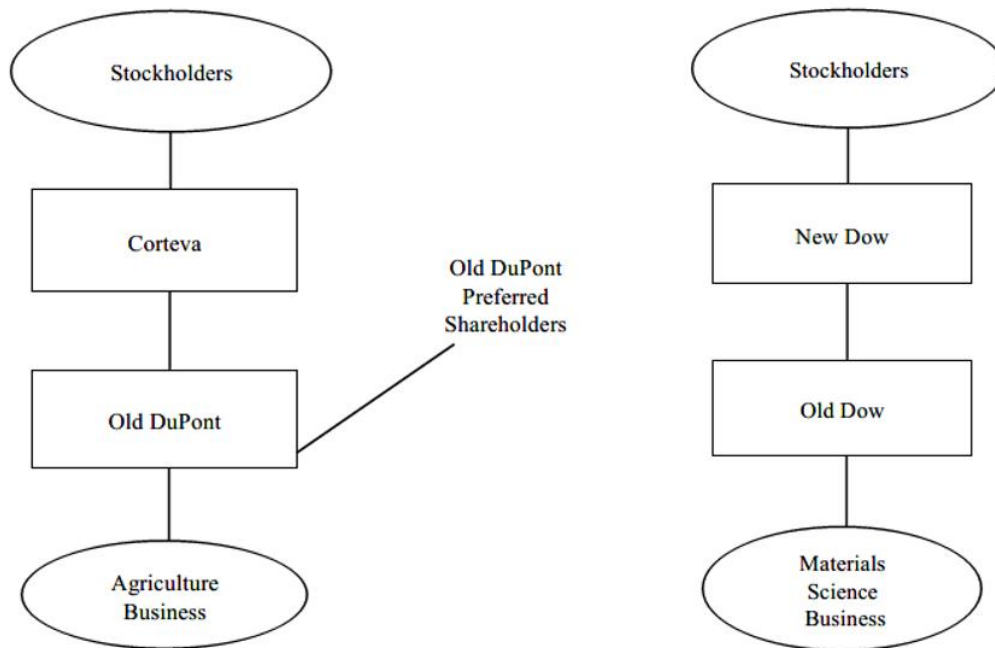 Stockholders
Stockholders
Corteva
New Dow
Old DuPont
Preferred
Shareholders
Old DuPont
Old Dow
Agriculture
Business
Materials
Science
Business